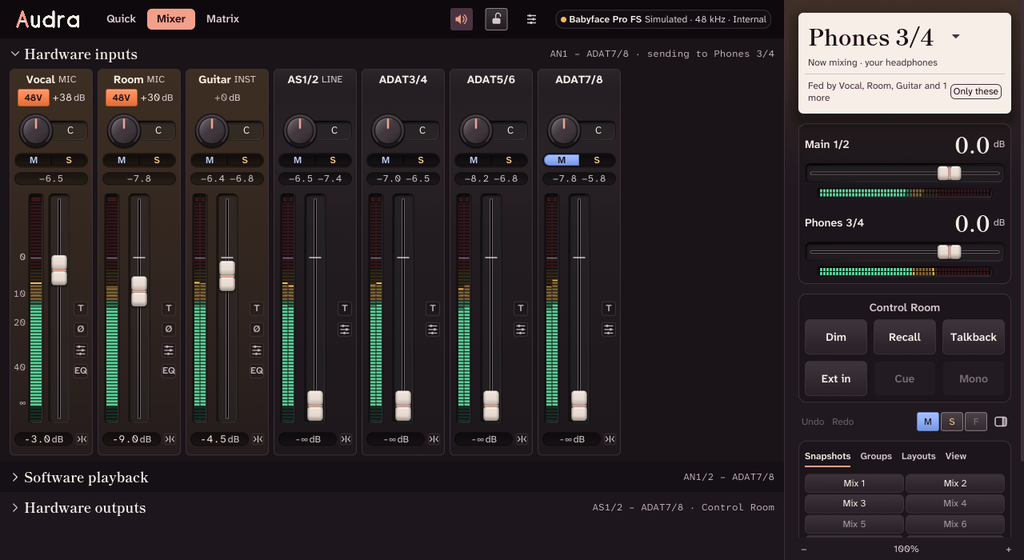 Audra
Quick Mixer Matrix
Babyface Pro FS Simulated · 48 kHz · Internal
Hardware inputs
AN1 – ADAT7/8 · sending to Phones 3/4
Vocal MIC
Room MIC
Guitar INST
AS1/2 LINE
ADAT3/4
ADAT5/6
ADAT7/8
48V +38 dB
48V +30 dB
+0 dB
C C C C C C C
M S M S M S M S M S M S M S
-6.5
-7.8
-6.4 -6.8
-6.5 -7.4
-7.0 -6.5
-8.2 -6.8
-7.8 -5.8
0
10
20
40
∞
T T T T T T T
Ø Ø Ø
EQ EQ EQ
-3.0 dB
-9.0 dB
-4.5 dB
-∞ dB
-∞ dB
-∞ dB
-∞ dB
Software playback
AN1/2 – ADAT7/8
Hardware outputs
AS1/2 – ADAT7/8 · Control Room
Phones 3/4
Now mixing · your headphones
Fed by Vocal, Room, Guitar and 1
more
Only these
Main 1/2
0.0 dB
Phones 3/4
0.0 dB
Control Room
Dim Recall Talkback
Ext in Cue Mono
Undo Redo M S F
Snapshots Groups Layouts View
Mix 1 Mix 2
Mix 3 Mix 4
Mix 5 Mix 6
– 100% +